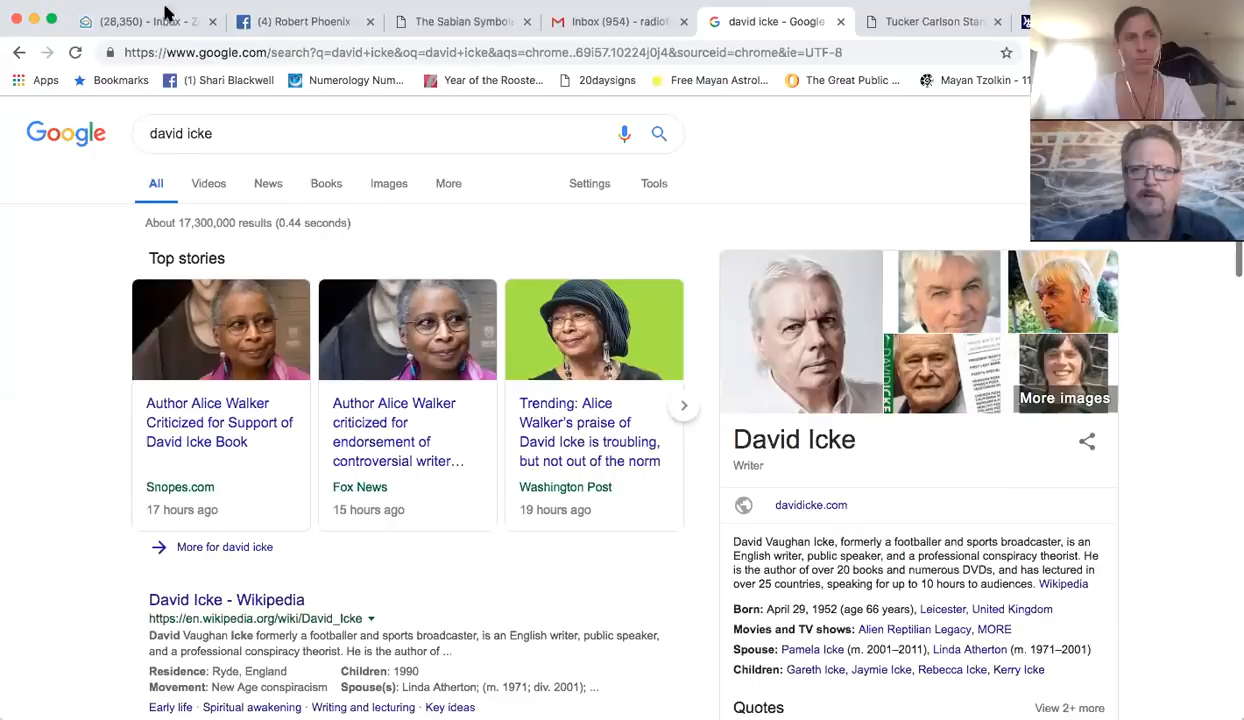 (28,350) - Inbox - Z
(4) Robert Phoenix
The Sabian Symbols
Inbox (954) - radiof
david icke - Google
Tucker Carlson Stan
https://www.google.com/search?q=david+icke&oq=david+icke&aqs=chrome..69i57.10224j0j4&sourceid=chrome&ie=UTF-8
Apps
Bookmarks
(1) Shari Blackwell
Numerology Num...
Year of the Rooste...
20daysigns
Free Mayan Astrol...
The Great Public ...
Mayan Tzolkin - 11
Google
david icke
All
Videos
News
Books
Images
More
Settings
Tools
About 17,300,000 results (0.44 seconds)
Top stories
Author Alice Walker
Criticized for Support of
David Icke Book
Snopes.com
17 hours ago
Author Alice Walker
criticized for
endorsement of
controversial writer…
Fox News
15 hours ago
Trending: Alice
Walker's praise of
David Icke is troubling,
but not out of the norm
Washington Post
19 hours ago
More for david icke
David Icke - Wikipedia
https://en.wikipedia.org/wiki/David_Icke
David Vaughan Icke formerly a footballer and sports broadcaster, is an English writer, public speaker,
and a professional conspiracy theorist. He is the author of ...
Residence: Ryde, England
Children: 1990
Movement: New Age conspiracism
Spouse(s): Linda Atherton; (m. 1971; div. 2001); ...
Early life · Spiritual awakening · Writing and lecturing · Key ideas
More images
David Icke
Writer
davidicke.com
David Vaughan Icke, formerly a footballer and sports broadcaster, is an
English writer, public speaker, and a professional conspiracy theorist. He
is the author of over 20 books and numerous DVDs, and has lectured in
over 25 countries, speaking for up to 10 hours to audiences. Wikipedia
Born: April 29, 1952 (age 66 years), Leicester, United Kingdom
Movies and TV shows: Alien Reptilian Legacy, MORE
Spouse: Pamela Icke (m. 2001–2011), Linda Atherton (m. 1971–2001)
Children: Gareth Icke, Jaymie Icke, Rebecca Icke, Kerry Icke
Quotes
View 2+ more